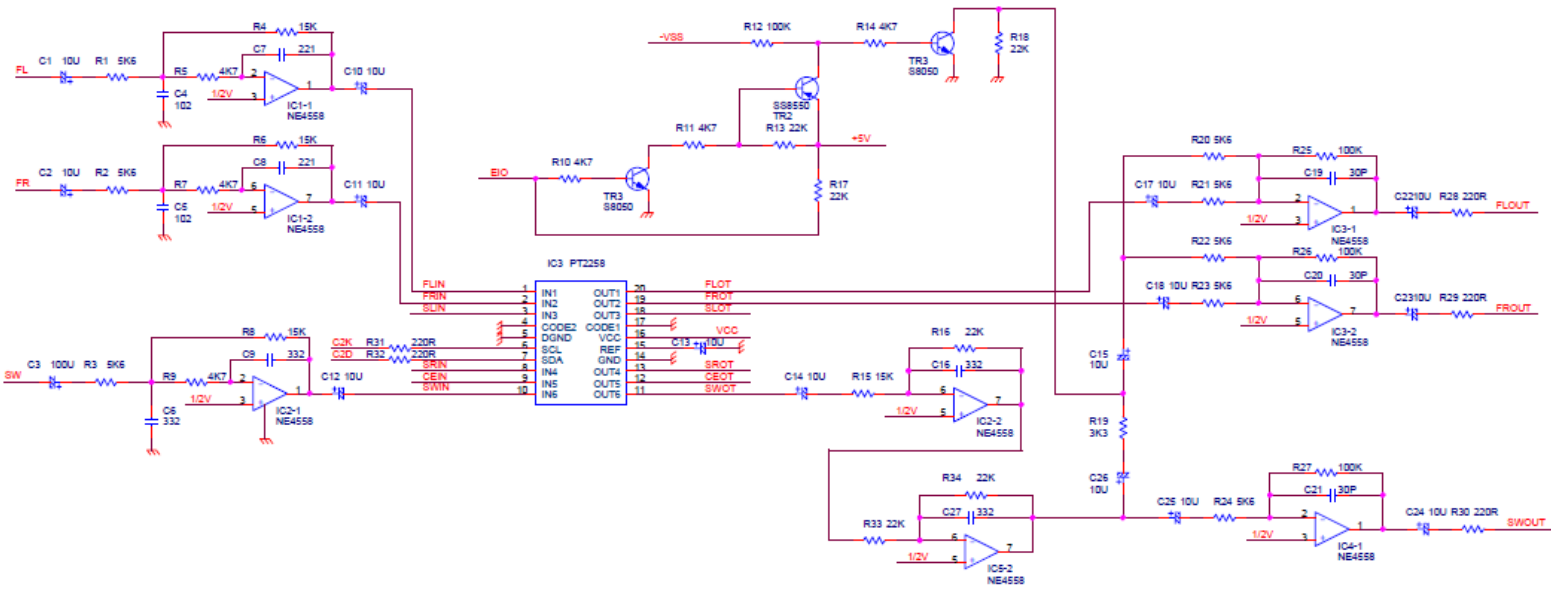 R4 15K
C7 221
C1 10U R1 5K6
FL
R5 4K7
C4
102
1/2V
2
3
1
IC1-1
NE4558
C10 10U
R6 15K
C8 221
C2 10U R2 5K6
FR
R7 4K7
C5
102
1/2V
6
5
7
IC1-2
NE4558
C11 10U
R12 100K
-VSS
R14 4K7
TR3
S8050
R18
22K
SS8550
TR2
R11 4K7
R13 22K
+5V
EIO
R10 4K7
TR3
S8050
R17
22K
IC3 PT2258
FLIN
FRIN
SLIN
1 IN1 OUT1 20
2 IN2 OUT2 19
3 IN3 OUT3 18
4 CODE2 CODE1 17
5 DGND VCC 16
6 SCL REF 15
7 SDA GND 14
8 IN4 OUT4 13
9 IN5 OUT5 12
10 IN6 OUT6 11
FLOT
FROT
SLOT
VCC
C13 10U
SROT
CEOT
SWOT
C2K R31 220R
C2D R32 220R
SRIN
CEIN
SWIN
R8 15K
C9 332
C3 100U R3 5K6
SW
R9 4K7
C6
332
1/2V
2
3
1
IC2-1
NE4558
C12 10U
R16 22K
C16 332
C14 10U R15 15K
1/2V
6
5
7
IC2-2
NE4558
R34 22K
C27 332
R33 22K
1/2V
6
5
7
IC5-2
NE4558
C15
10U
R19
3K3
C26
10U
R20 5K6
R25 100K
C19 30P
C17 10U R21 5K6
1/2V
2
3
1
IC3-1
NE4558
C2210U R28 220R
FLOUT
R22 5K6
R26 100K
C20 30P
C18 10U R23 5K6
1/2V
6
5
7
IC3-2
NE4558
C2310U R29 220R
FROUT
R27 100K
C21 30P
C25 10U R24 5K6
1/2V
2
3
1
IC4-1
NE4558
C24 10U R30 220R
SWOUT